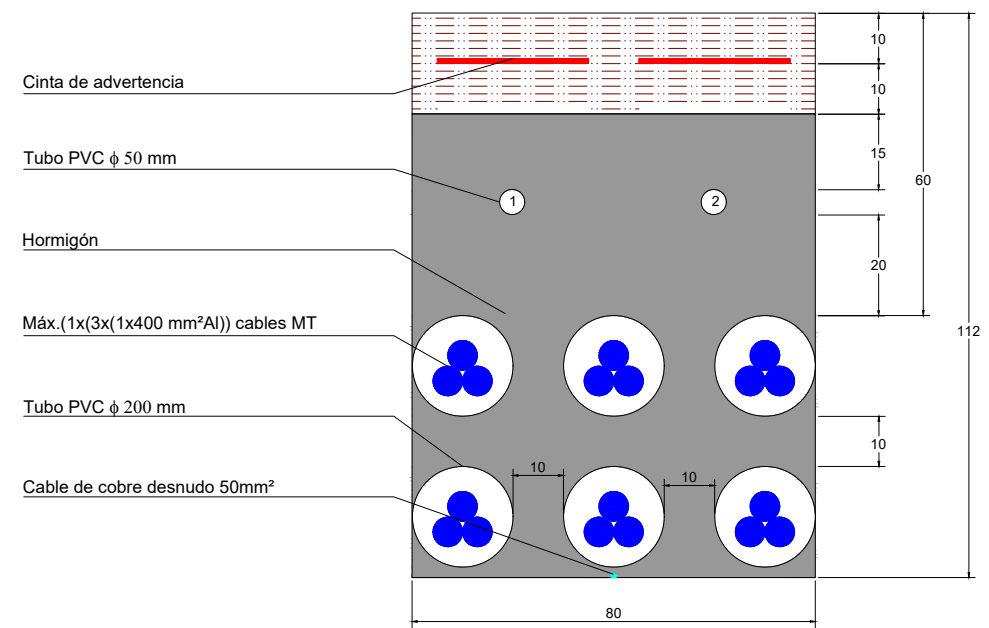 Cinta de advertencia
Tubo PVC ϕ 50 mm
Hormigón
Máx.(1x(3x(1x400 mm²Al)) cables MT
Tubo PVC ϕ 200 mm
Cable de cobre desnudo 50mm²
1
2
10
10
15
20
10
60
112
10
10
80